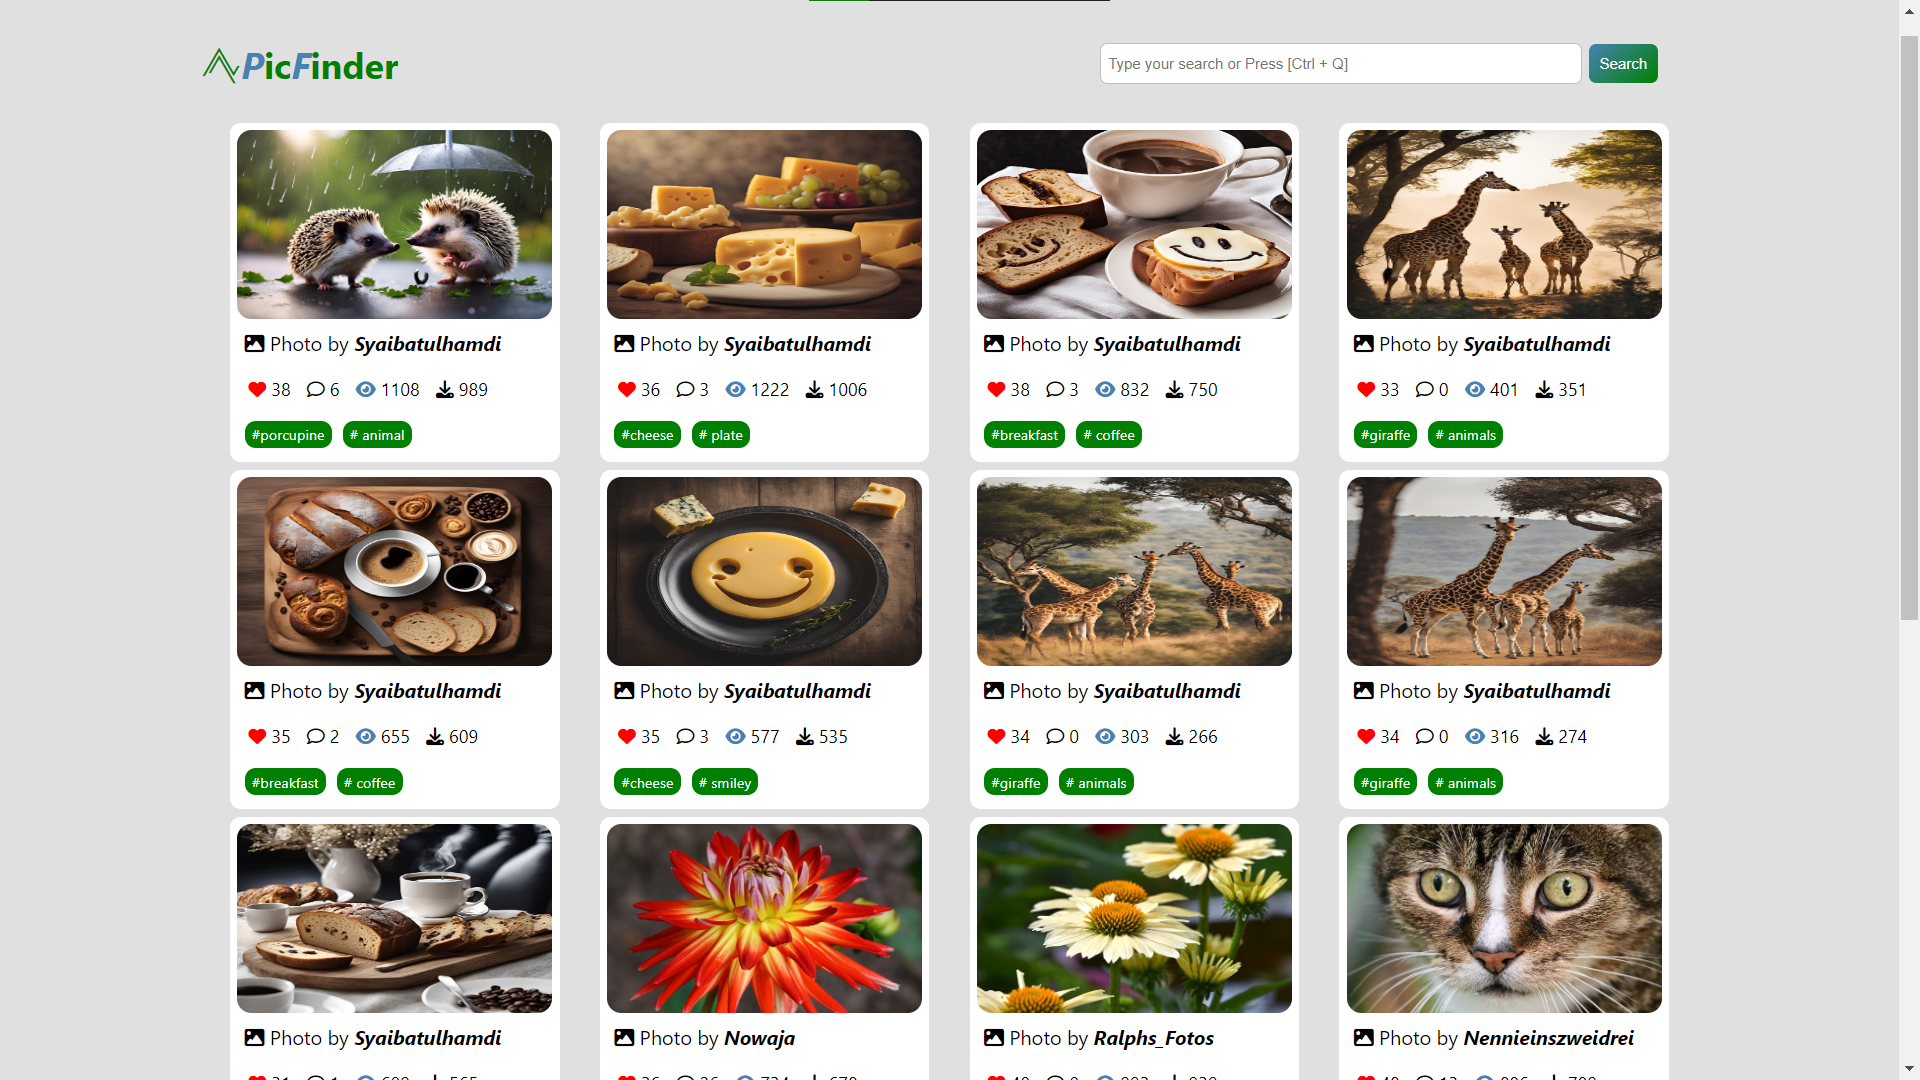 PicFinder
Type your search or Press [Ctrl + Q]
Search
Photo by Syaibatulhamdi
38 6 1108 989
#porcupine # animal
Photo by Syaibatulhamdi
36 3 1222 1006
#cheese # plate
Photo by Syaibatulhamdi
38 3 832 750
#breakfast # coffee
Photo by Syaibatulhamdi
33 0 401 351
#giraffe # animals
Photo by Syaibatulhamdi
35 2 655 609
#breakfast # coffee
Photo by Syaibatulhamdi
35 3 577 535
#cheese # smiley
Photo by Syaibatulhamdi
34 0 303 266
#giraffe # animals
Photo by Syaibatulhamdi
34 0 316 274
#giraffe # animals
Photo by Syaibatulhamdi
Photo by Nowaja
Photo by Ralphs_Fotos
Photo by Nennieinszweidrei